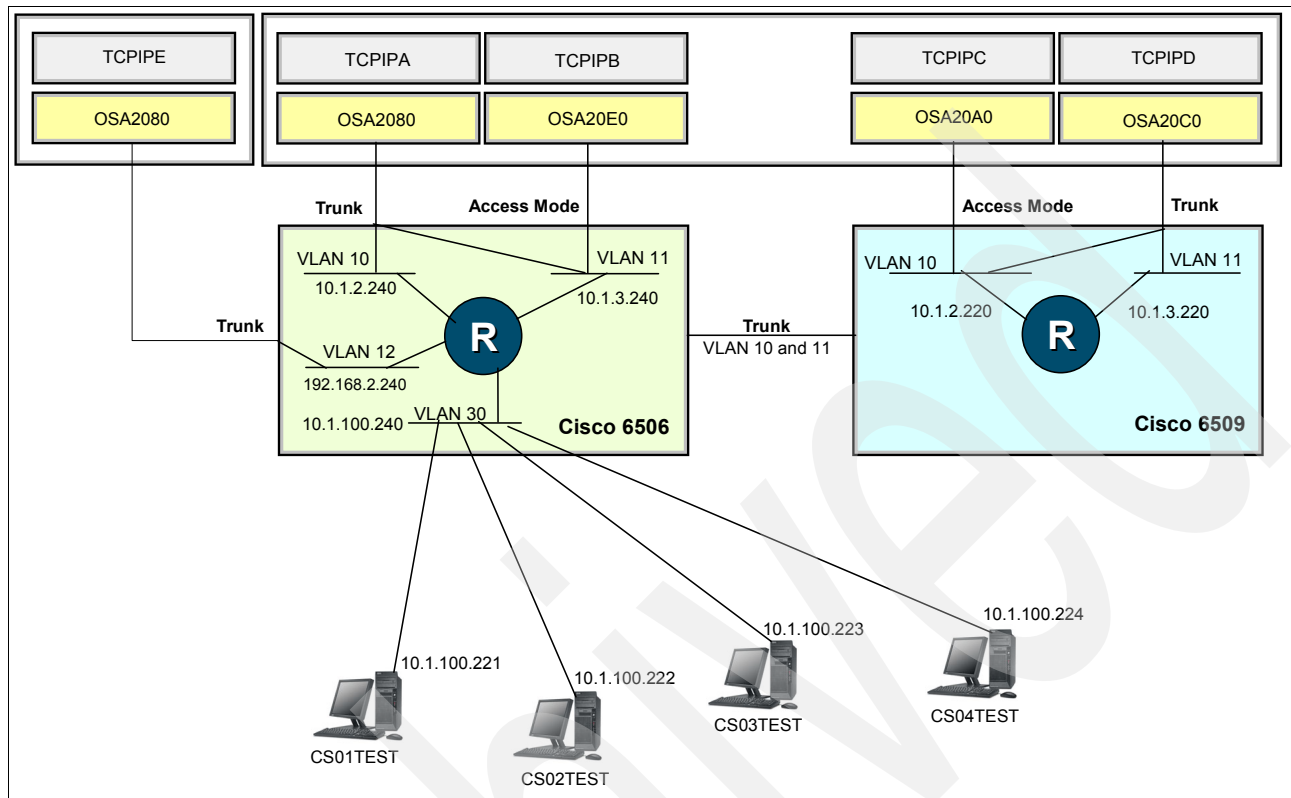 TCPIPE
TCPIPA
TCPIPB
TCPIPC
TCPIPD
OSA2080
OSA2080
OSA20E0
OSA20A0
OSA20C0
Trunk
Access Mode
Access Mode
Trunk
VLAN 10
VLAN 11
10.1.2.240
10.1.3.240
R
Trunk
VLAN 12
192.168.2.240
VLAN 30
10.1.100.240
Cisco 6506
Trunk
VLAN 10 and 11
VLAN 10
VLAN 11
10.1.2.220
10.1.3.220
R
Cisco 6509
10.1.100.221
10.1.100.222
10.1.100.223
10.1.100.224
CS01TEST
CS02TEST
CS03TEST
CS04TEST